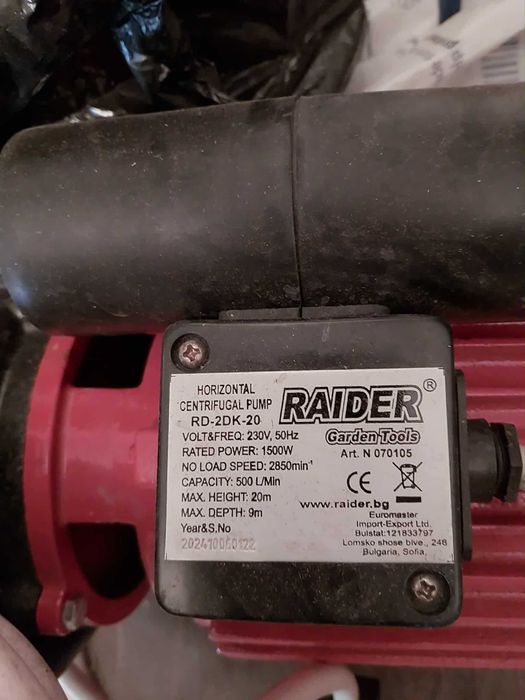 HORIZONTAL
CENTRIFUGAL PUMP
RD-2DK-20
VOLT&FREQ: 230V, 50Hz
RATED POWER: 1500W
NO LOAD SPEED: 2850min⁻¹
CAPACITY: 500 L/Min
MAX. HEIGHT: 20m
MAX. DEPTH: 9m
Year&S.No
RAIDER®
Garden Tools
Art. N 070105
CE
www.raider.bg
Euromaster
Import-Export Ltd.
Bulstat:121833797
Lomsko shose blve., 246
Bulgaria, Sofia,